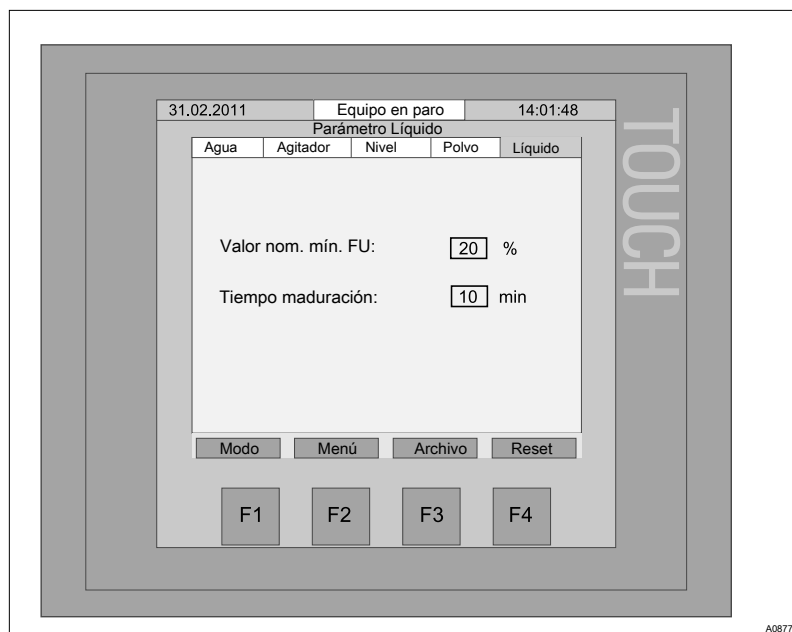 31.02.2011 Equipo en paro 14:01:48
Parámetro Líquido
Agua Agitador Nivel Polvo Líquido
Valor nom. mín. FU: 20 %
Tiempo maduración: 10 min
Modo Menú Archivo Reset
F1 F2 F3 F4
TOUCH
A0877